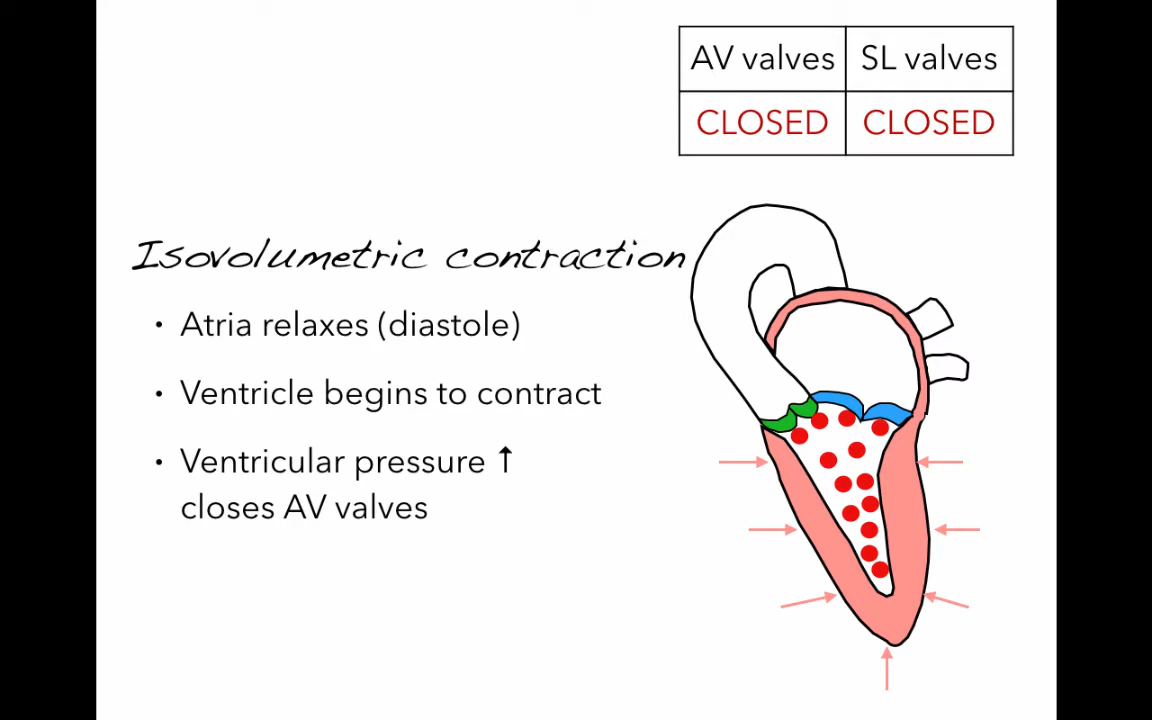 AV valves SL valves
CLOSED CLOSED
Isovolumetric contraction
• Atria relaxes (diastole)
• Ventricle begins to contract
• Ventricular pressure ↑
closes AV valves